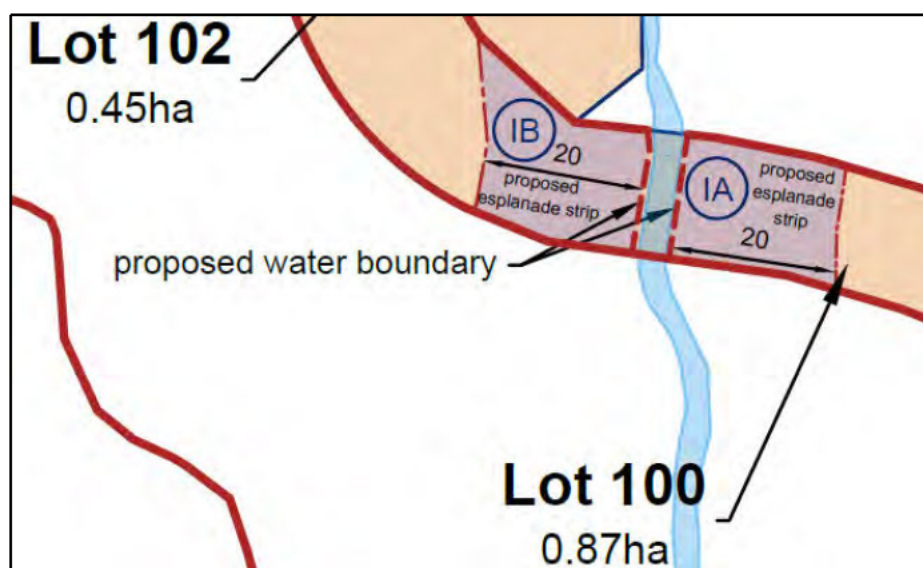 Lot 102
0.45ha
IB
20
proposed
esplanade strip
IA
proposed
esplanade
strip
20
proposed water boundary
Lot 100
0.87ha